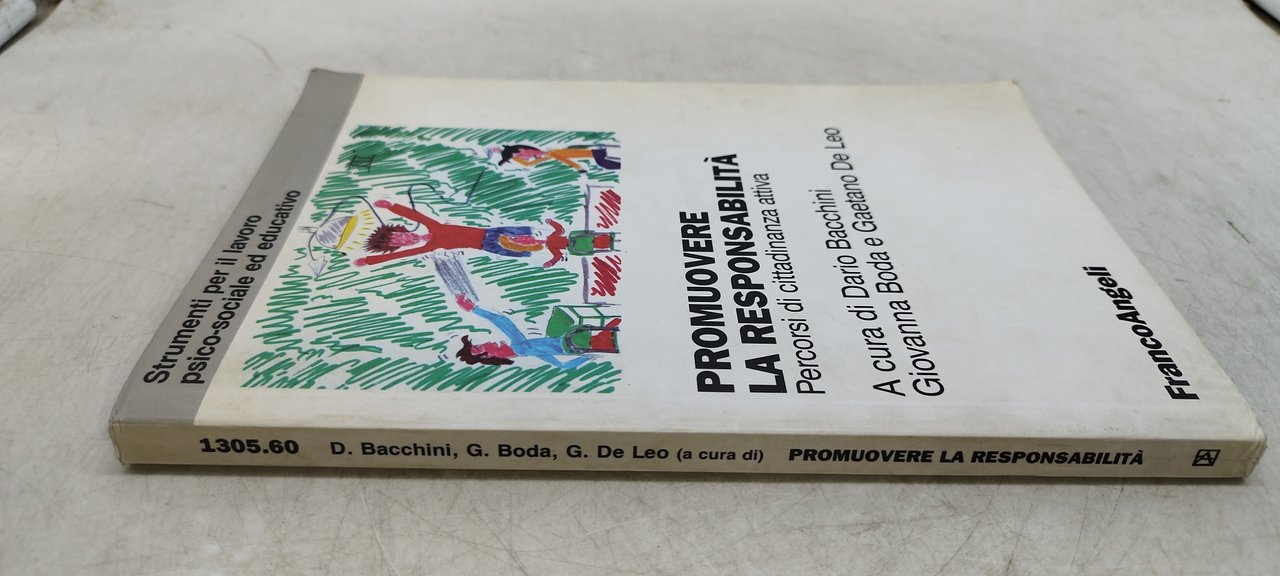 Strumenti per il lavoro
psico-sociale ed educativo
PROMUOVERE
LA RESPONSABILITÀ
Percorsi di cittadinanza attiva
A cura di Dario Bacchini
Giovanna Boda e Gaetano De Leo
FrancoAngeli
1305.60 D. Bacchini, G. Boda, G. De Leo (a cura di) PROMUOVERE LA RESPONSABILITÀ